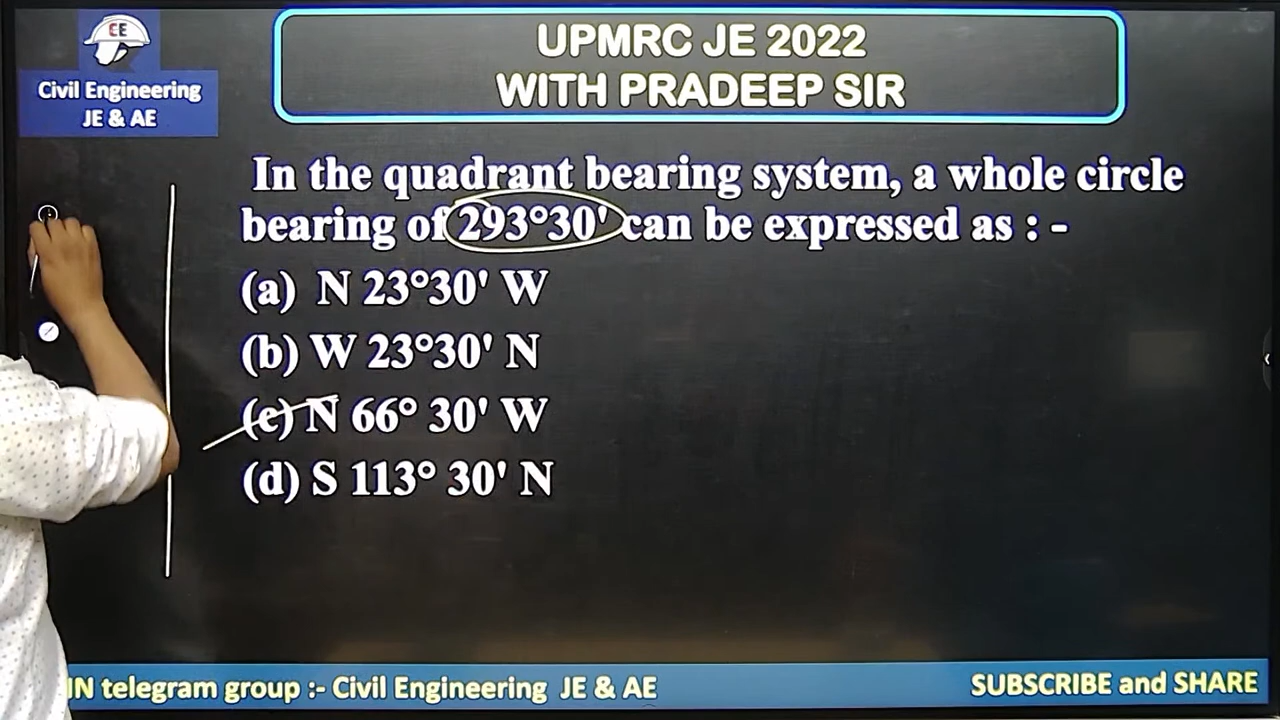 EE
Civil Engineering
JE & AE
UPMRC JE 2022
WITH PRADEEP SIR
In the quadrant bearing system, a whole circle
bearing of 293°30' can be expressed as : -
(a) N 23°30' W
(b) W 23°30' N
(c) N 66° 30' W
(d) S 113° 30' N
IN telegram group :- Civil Engineering JE & AE
SUBSCRIBE and SHARE